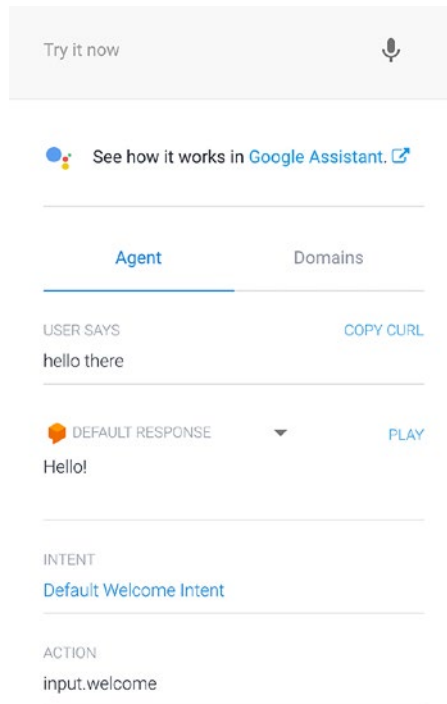 Try it now
See how it works in Google Assistant.
Agent Domains
USER SAYS COPY CURL
hello there
DEFAULT RESPONSE PLAY
Hello!
INTENT
Default Welcome Intent
ACTION
input.welcome